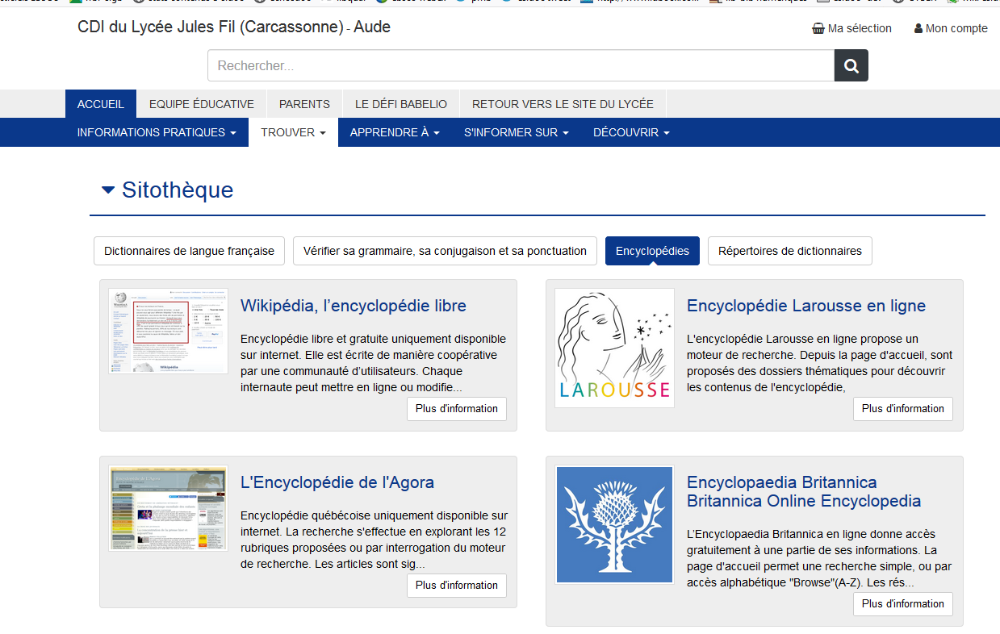 CDI du Lycée Jules Fil (Carcassonne) - Aude
Ma sélection
Mon compte
Rechercher...
ACCUEIL
EQUIPE ÉDUCATIVE
PARENTS
LE DÉFI BABELIO
RETOUR VERS LE SITE DU LYCÉE
INFORMATIONS PRATIQUES
TROUVER
APPRENDRE À
S'INFORMER SUR
DÉCOUVRIR
Sitothèque
Dictionnaires de langue française
Vérifier sa grammaire, sa conjugaison et sa ponctuation
Encyclopédies
Répertoires de dictionnaires
Wikipédia, l’encyclopédie libre
Encyclopédie libre et gratuite uniquement disponible
sur internet. Elle est écrite de manière coopérative
par une communauté d’utilisateurs. Chaque
internaute peut mettre en ligne ou modifie...
Plus d'information
LAROUSSE
Encyclopédie Larousse en ligne
L'encyclopédie Larousse en ligne propose un
moteur de recherche. Depuis la page d'accueil, sont
proposés des dossiers thématiques pour découvrir
les contenus de l'encyclopédie,
Plus d'information
L'Encyclopédie de l'Agora
Encyclopédie québécoise uniquement disponible sur
internet. La recherche s'effectue en explorant les 12
rubriques proposées ou par interrogation du moteur
de recherche. Les articles sont sig...
Plus d'information
Encyclopaedia Britannica
Britannica Online Encyclopedia
L’Encyclopaedia Britannica en ligne donne accès
gratuitement à une partie de ses informations. La
page d'accueil permet une recherche simple, ou par
accès alphabétique "Browse"(A-Z). Les rés...
Plus d'information